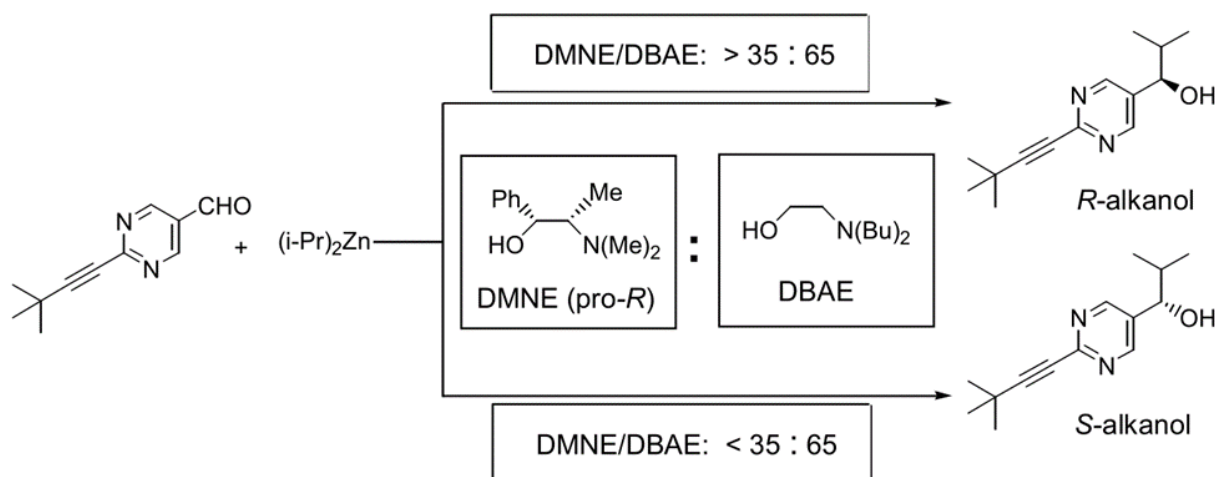 DMNE/DBAE: > 35 : 65
OH
N
N
R-alkanol
CHO
N
N
+
(i-Pr)₂Zn
Ph
Me
HO
N(Me)₂
DMNE (pro-R)
:
HO
N(Bu)₂
DBAE
OH
N
N
S-alkanol
DMNE/DBAE: < 35 : 65